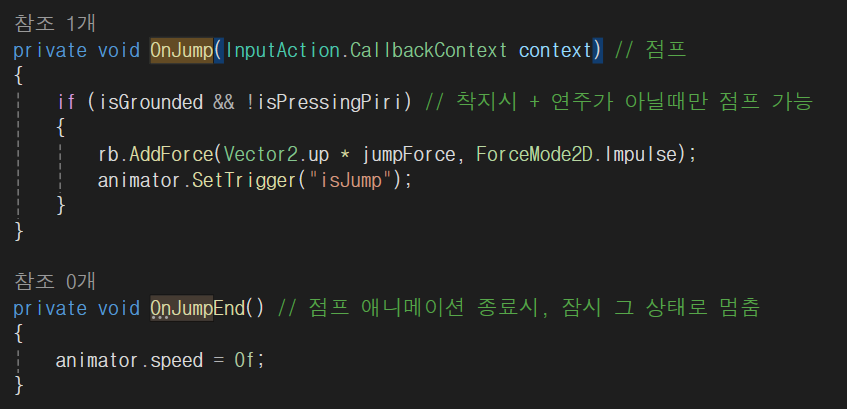 참조 1개
private void OnJump(InputAction.CallbackContext context) // 점프
{
if (isGrounded && !isPressingPiri) // 착지시 + 연주가 아닐때만 점프 가능
{
rb.AddForce(Vector2.up * jumpForce, ForceMode2D.Impulse);
animator.SetTrigger("isJump");
}
}
참조 0개
private void OnJumpEnd() // 점프 애니메이션 종료시, 잠시 그 상태로 멈춤
{
animator.speed = 0f;
}